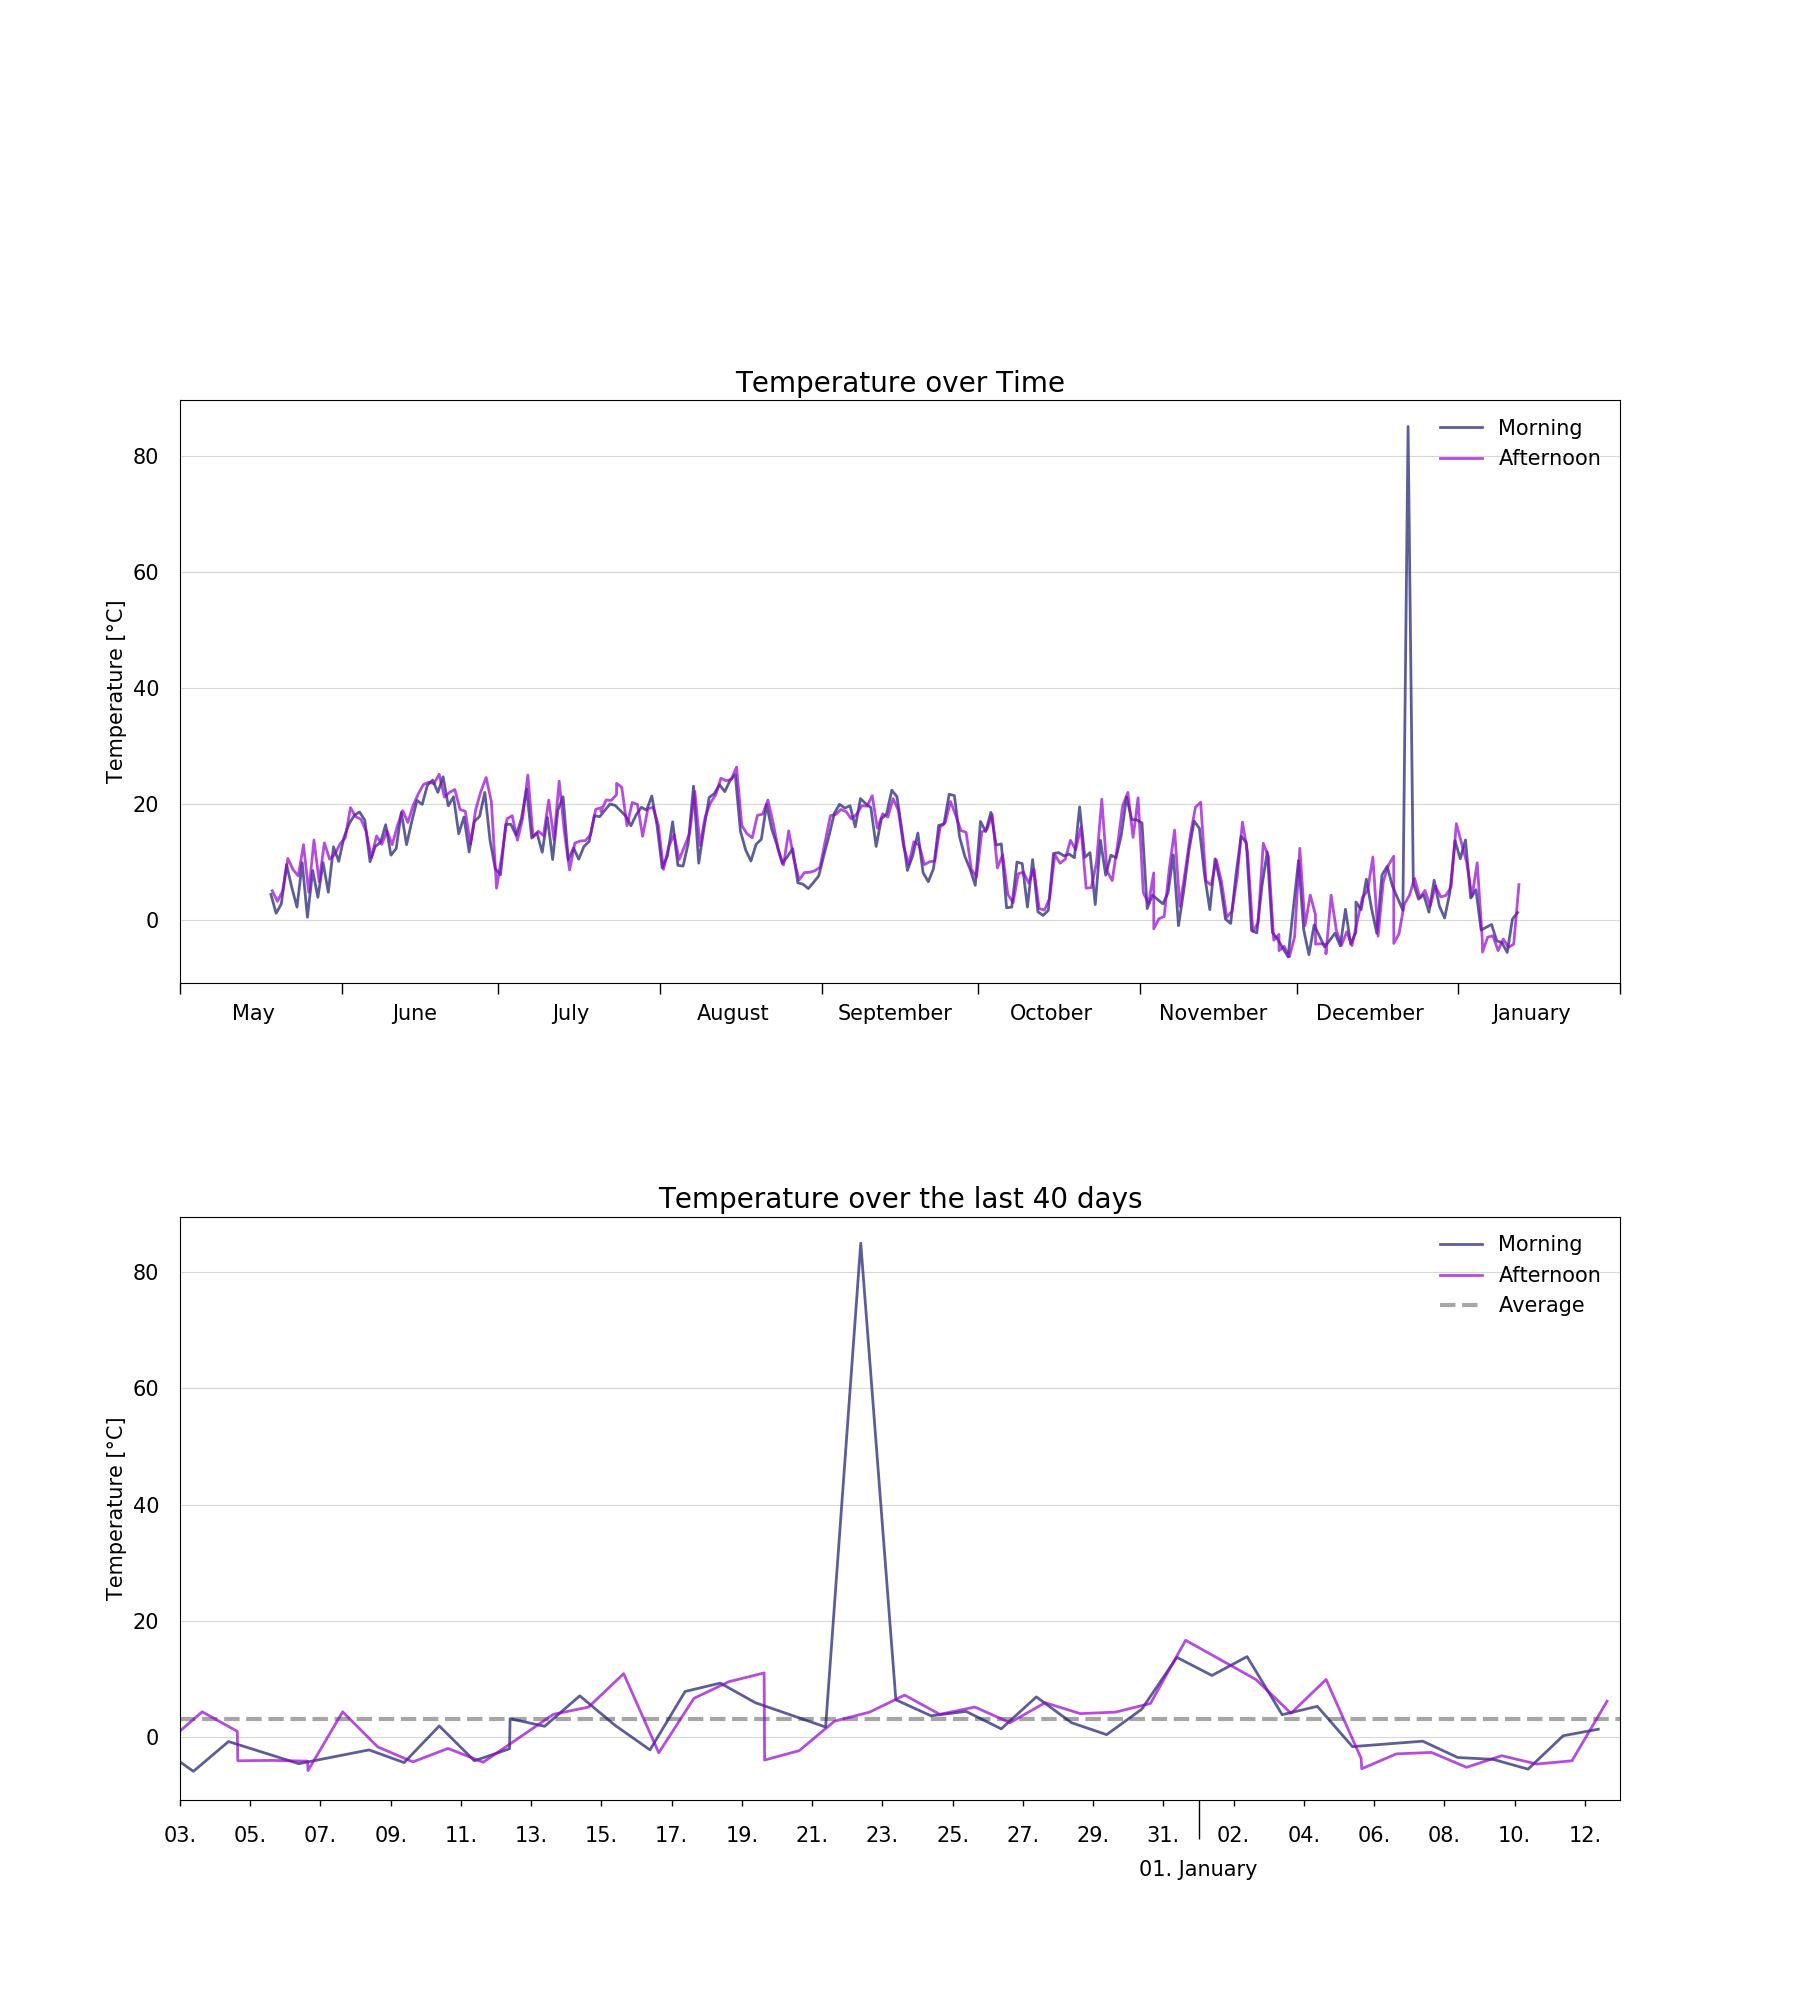 Temperature over Time
Morning
Afternoon
80
60
40
20
0
Temperature [°C]
May June July August September October November December January
Temperature over the last 40 days
Morning
Afternoon
Average
80
60
40
20
0
Temperature [°C]
03. 05. 07. 09. 11. 13. 15. 17. 19. 21. 23. 25. 27. 29. 31. 02. 04. 06. 08. 10. 12.
01. January